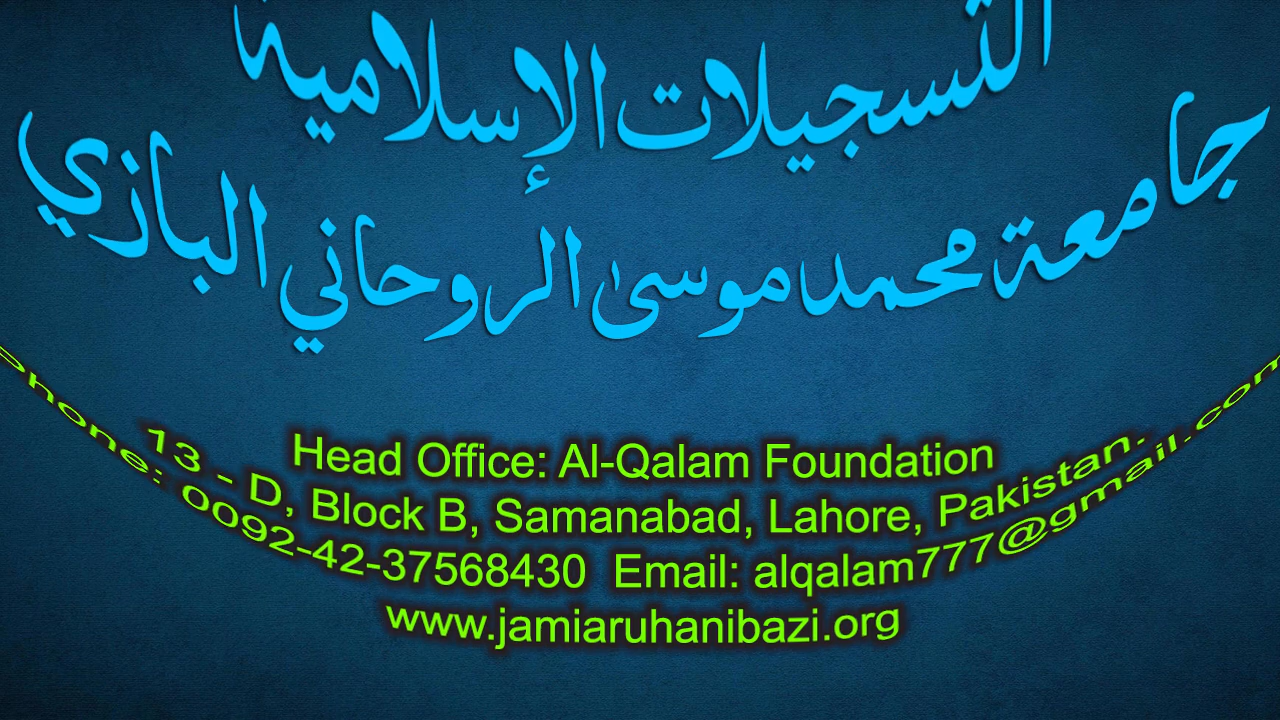 التسجيلات الإسلامية
جامعة محمد موسىٰ الروحاني البازي
Head Office: Al-Qalam Foundation
13 - D, Block B, Samanabad, Lahore, Pakistan.
Phone: 0092-42-37568430 Email: alqalam777@gmail.com
www.jamiaruhanibazi.org